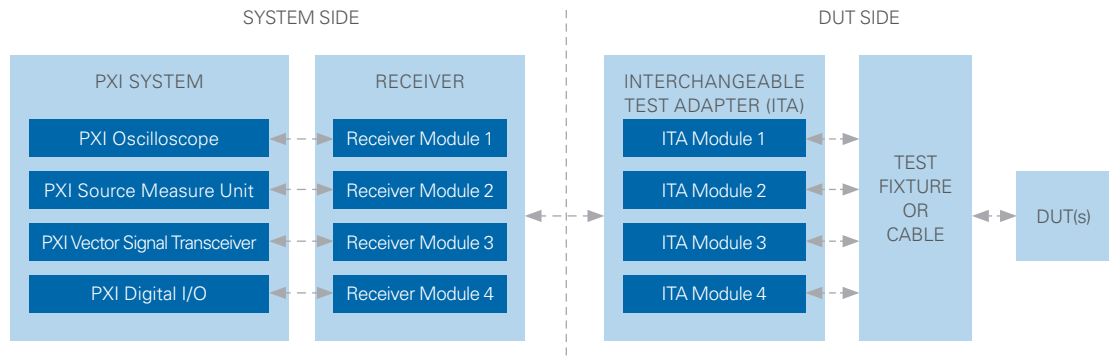 SYSTEM SIDE
DUT SIDE
PXI SYSTEM
PXI Oscilloscope
PXI Source Measure Unit
PXI Vector Signal Transceiver
PXI Digital I/O
RECEIVER
Receiver Module 1
Receiver Module 2
Receiver Module 3
Receiver Module 4
INTERCHANGEABLE
TEST ADAPTER (ITA)
ITA Module 1
ITA Module 2
ITA Module 3
ITA Module 4
TEST
FIXTURE
OR
CABLE
DUT(s)